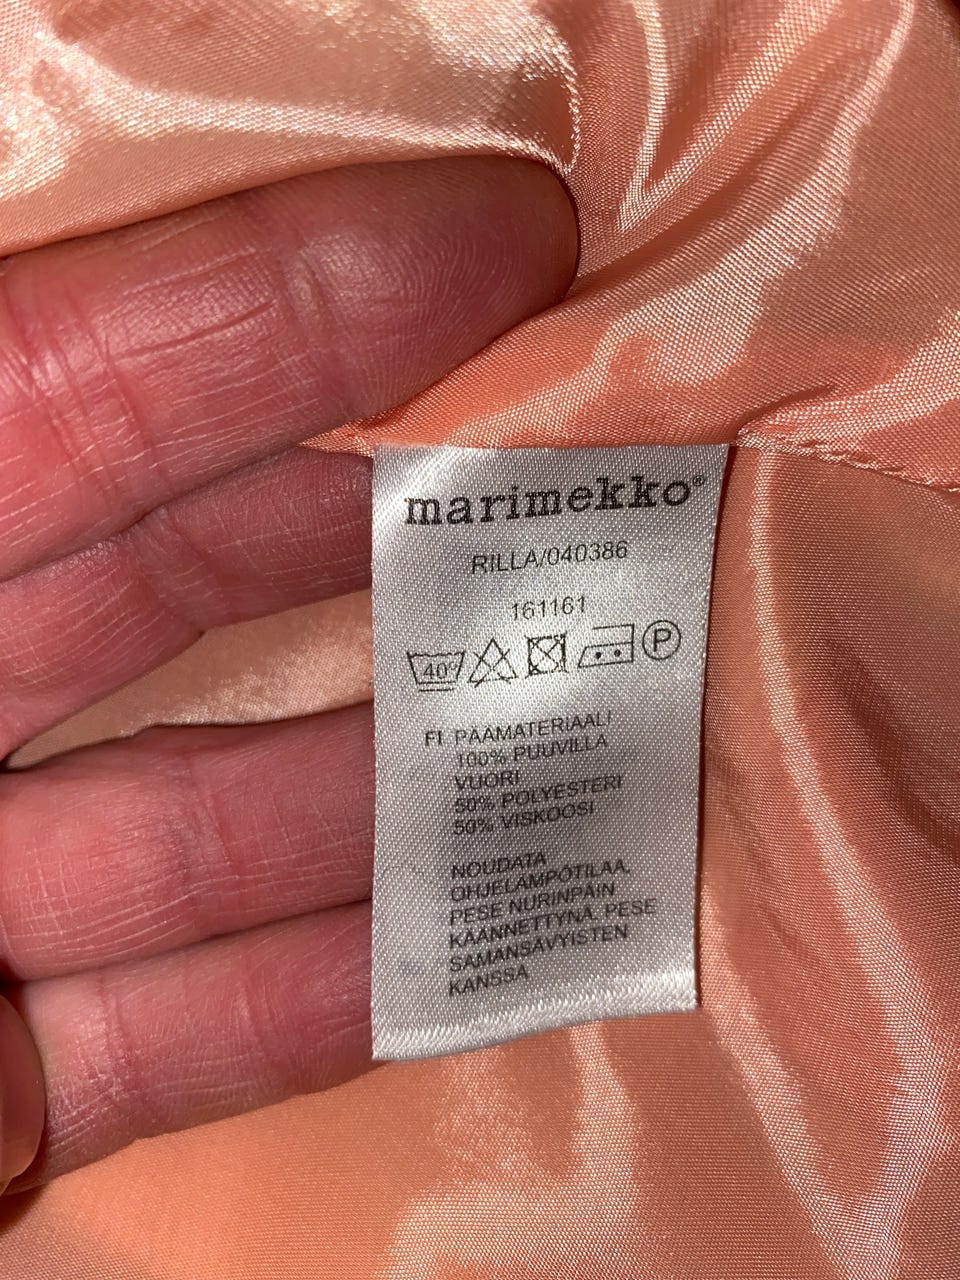 marimekko®
RILLA/040386
161161
40° P
FI PÄÄMATERIAALI
100% PUUVILLA
VUORI
50% POLYESTERI
50% VISKOOSI
NOUDATA
OHJELÄMPÖTILAA,
PESE NURINPÄIN
KÄÄNNETTYNÄ. PESE
SAMANSÄVYISTEN
KANSSA